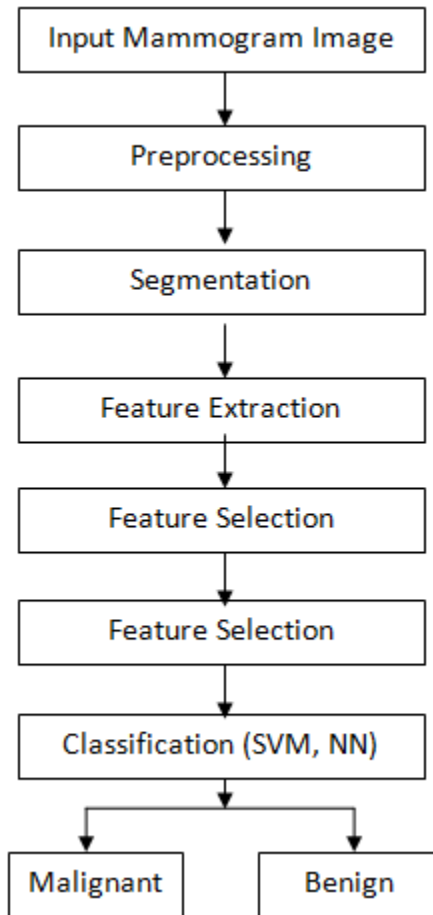 Input Mammogram Image
Preprocessing
Segmentation
Feature Extraction
Feature Selection
Feature Selection
Classification (SVM, NN)
Malignant
Benign